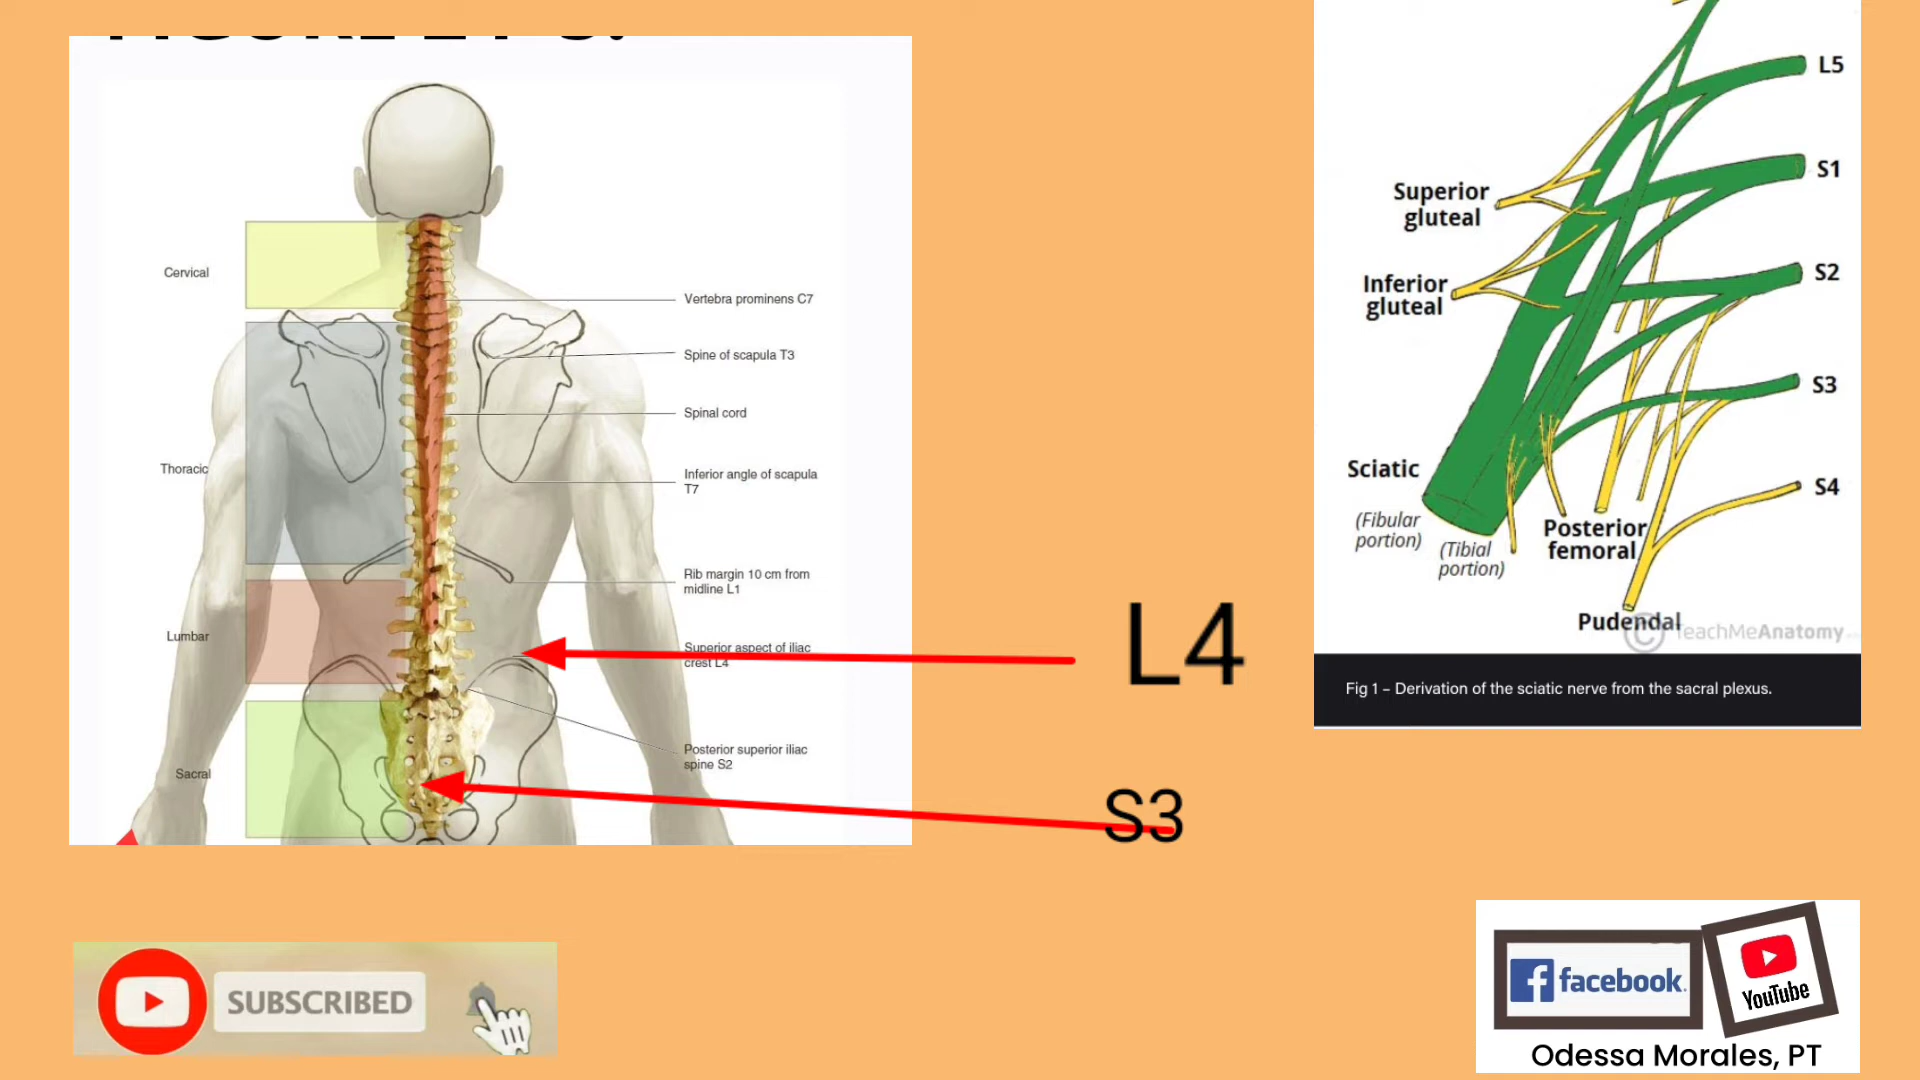 Cervical
Thoracic
Lumbar
Sacral
Vertebra prominens C7
Spine of scapula T3
Spinal cord
Inferior angle of scapula
T7
Rib margin 10 cm from
midline L1
Superior aspect of iliac
crest L4
Posterior superior iliac
spine S2
L4
S3
L5
S1
S2
S3
S4
Superior
gluteal
Inferior
gluteal
Sciatic
(Fibular
portion)
(Tibial
portion)
Posterior
femoral
Pudendal
© TeachMeAnatomy
Fig 1 – Derivation of the sciatic nerve from the sacral plexus.
SUBSCRIBED
facebook.
YouTube
Odessa Morales, PT